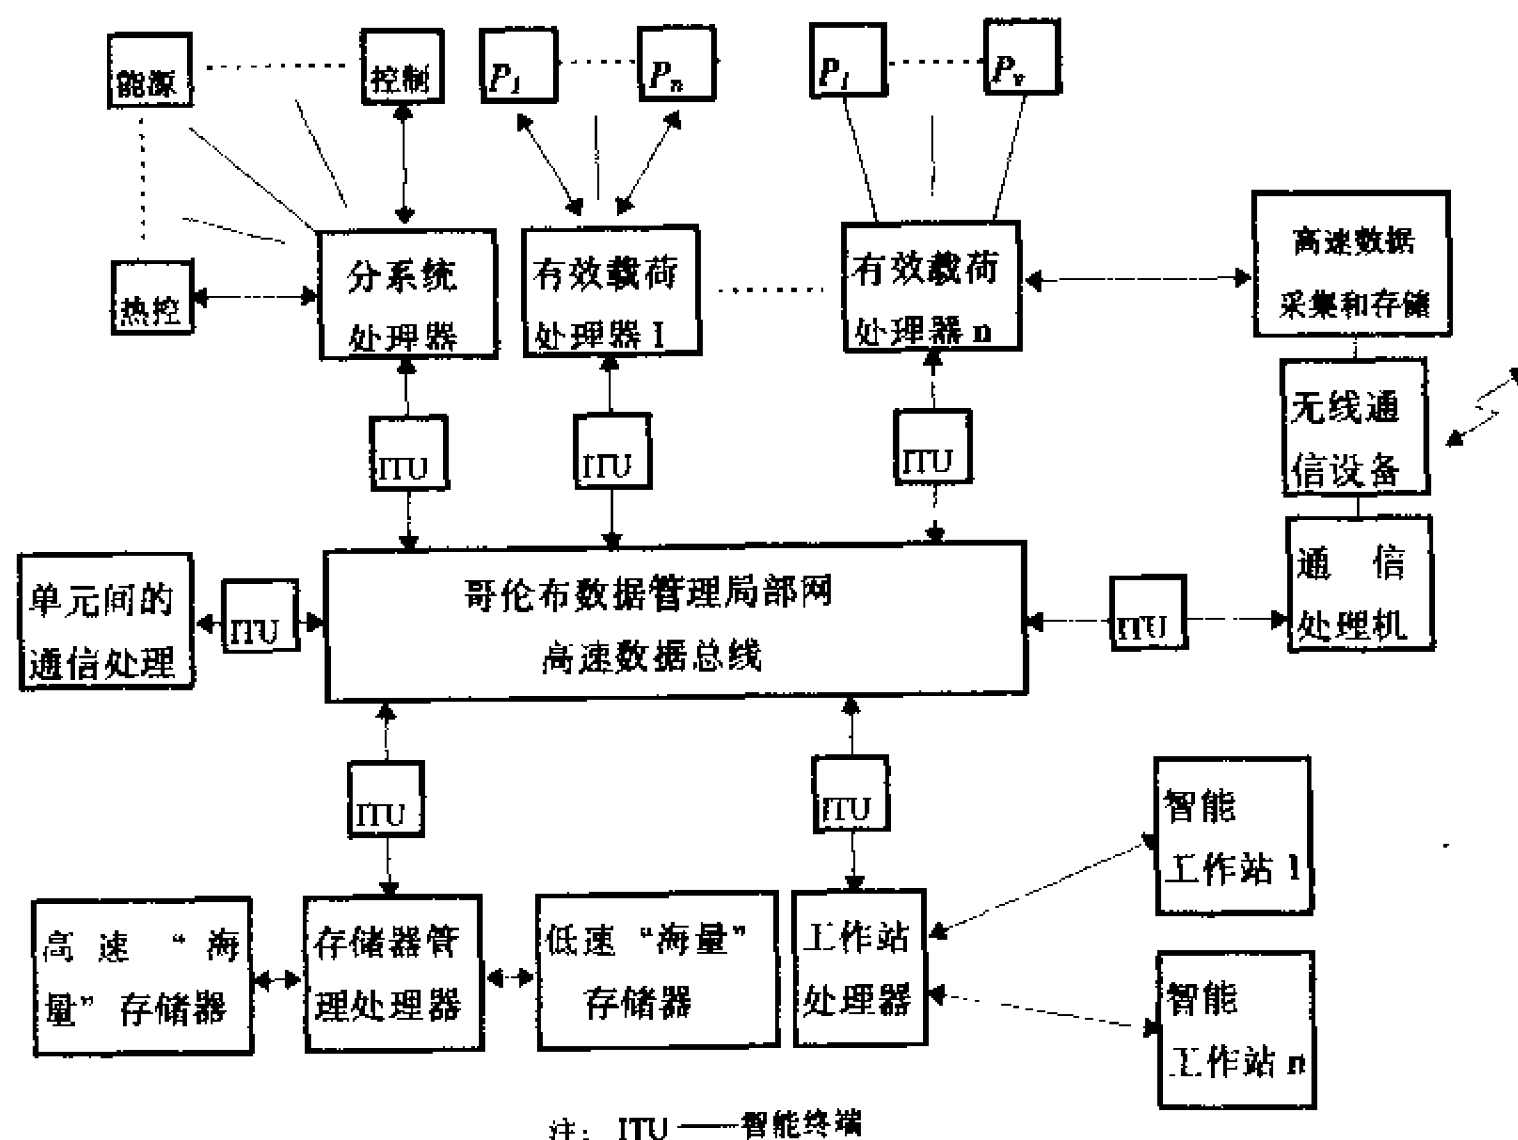 能源
控制
P1
Pn
P1
Pv
热控
分系统
处理器
有效载荷
处理器1
有效载荷
处理器n
高速数据
采集和存储
无线通
信设备
ITU
ITU
ITU
单元间的
通信处理
ITU
哥伦布数据管理局部网
高速数据总线
ITU
通 信
处理机
ITU
ITU
智能
工作站1
高速“海
量”存储器
存储器管
理处理器
低速“海量”
存储器
工作站
处理器
智能
工作站n
注：ITU——智能终端